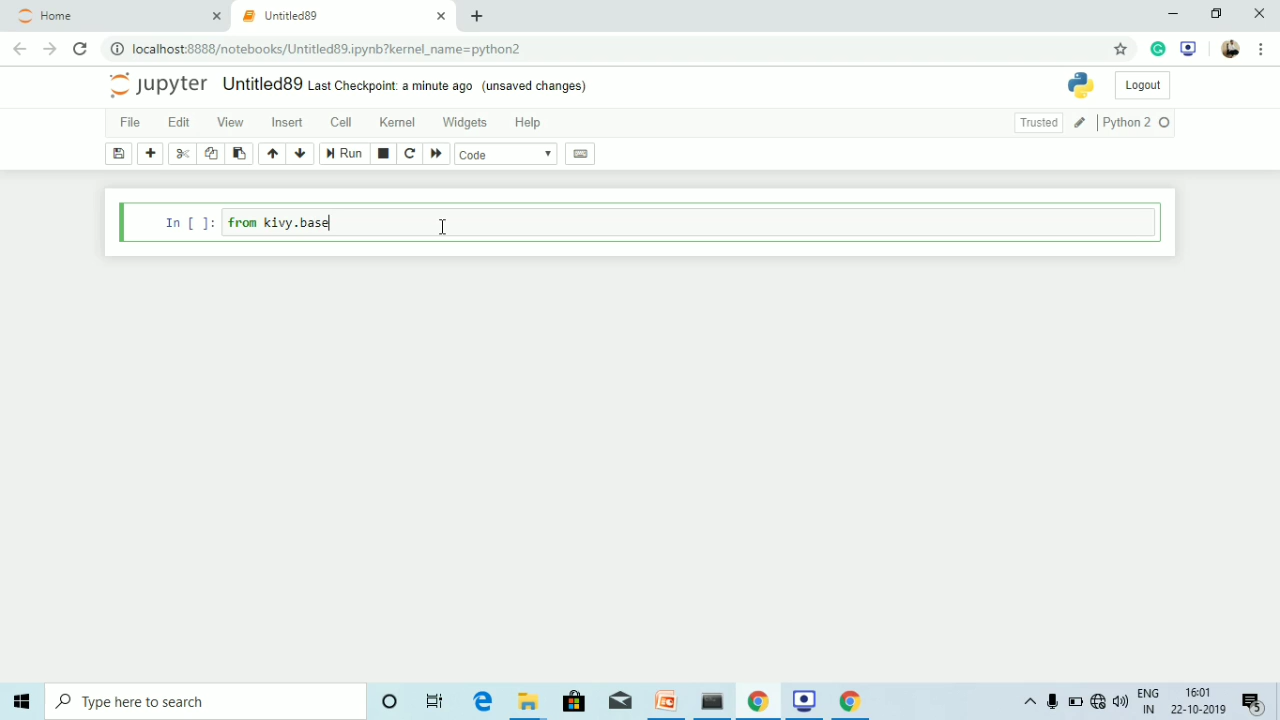 Home
Untitled89
localhost:8888/notebooks/Untitled89.ipynb?kernel_name=python2
jupyter Untitled89 Last Checkpoint: a minute ago (unsaved changes)
Logout
File Edit View Insert Cell Kernel Widgets Help
Trusted Python 2
Run Code
In [ ]: from kivy.base
Type here to search
ENG 16:01
IN 22-10-2019
5